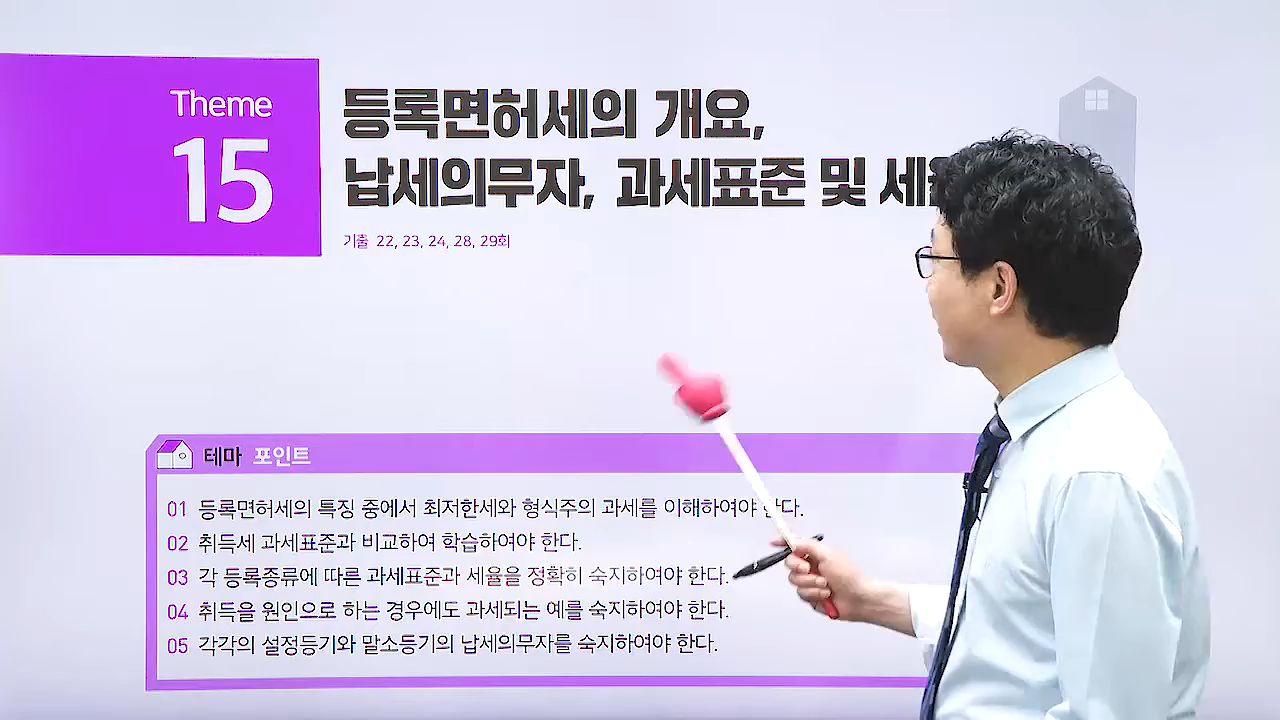 Theme
15
등록면허세의 개요,
납세의무자, 과세표준 및
기출 22, 23, 24, 28, 29회
테마 포인트
01 등록면허세의 특징 중에서 최저한세와 형식주의 과세를 이해하여야 한다.
02 취득세 과세표준과 비교하여 학습하여야 한다.
03 각 등록종류에 따른 과세표준과 세율을 정확히 숙지하여야 한다.
04 취득을 원인으로 하는 경우에도 과세되는 예를 숙지하여야 한다.
05 각각의 설정등기와 말소등기의 납세의무자를 숙지하여야 한다.